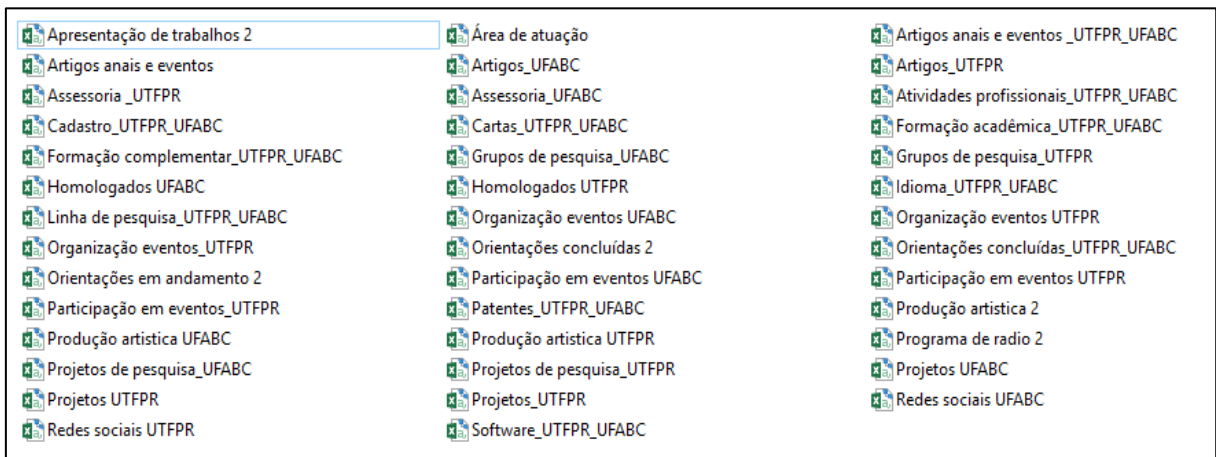 Apresentação de trabalhos 2 Área de atuação Artigos anais e eventos _UTFPR_UFABC
Artigos anais e eventos Artigos_UFABC Artigos_UTFPR
Assessoria _UTFPR Assessoria_UFABC Atividades profissionais_UTFPR_UFABC
Cadastro_UTFPR_UFABC Cartas_UTFPR_UFABC Formação acadêmica_UTFPR_UFABC
Formação complementar_UTFPR_UFABC Grupos de pesquisa_UFABC Grupos de pesquisa_UTFPR
Homologados UFABC Homologados UTFPR Idioma_UTFPR_UFABC
Linha de pesquisa_UTFPR_UFABC Organização eventos UFABC Organização eventos UTFPR
Organização eventos_UTFPR Orientações concluídas 2 Orientações concluídas_UTFPR_UFABC
Orientações em andamento 2 Participação em eventos UFABC Participação em eventos UTFPR
Participação em eventos_UTFPR Patentes_UTFPR_UFABC Produção artistica 2
Produção artistica UFABC Produção artistica UTFPR Programa de radio 2
Projetos de pesquisa_UFABC Projetos de pesquisa_UTFPR Projetos UFABC
Projetos UTFPR Projetos_UTFPR Redes sociais UFABC
Redes sociais UTFPR Software_UTFPR_UFABC